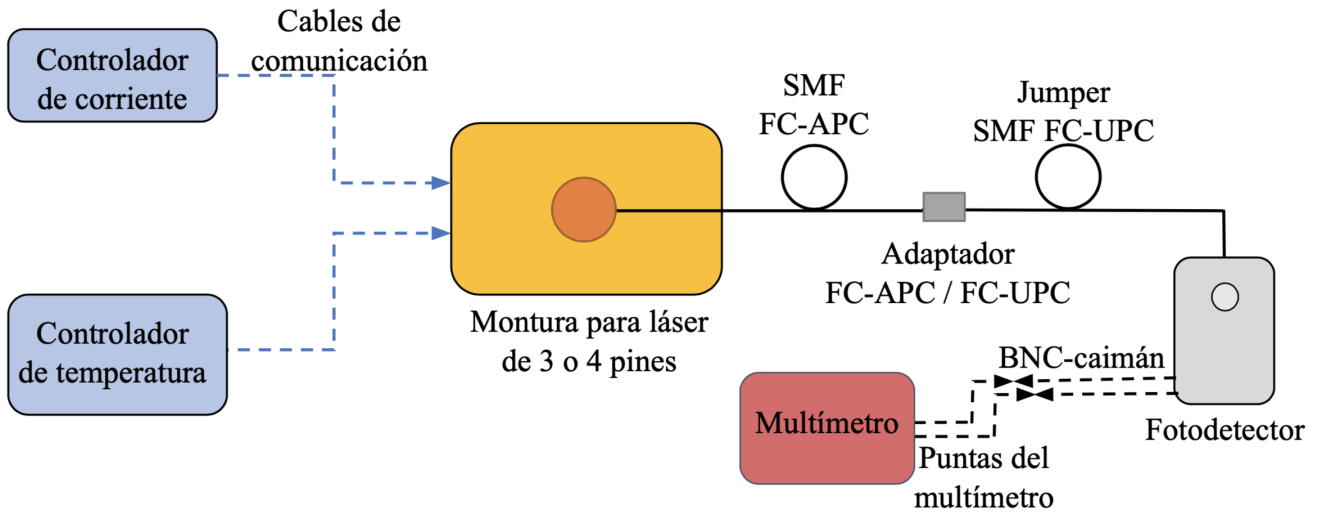 Controlador
de corriente
Cables de
comunicación
SMF
FC-APC
Jumper
SMF FC-UPC
Adaptador
FC-APC / FC-UPC
Controlador
de temperatura
Montura para láser
de 3 o 4 pines
BNC-caimán
Multímetro
Fotodetector
Puntas del
multímetro